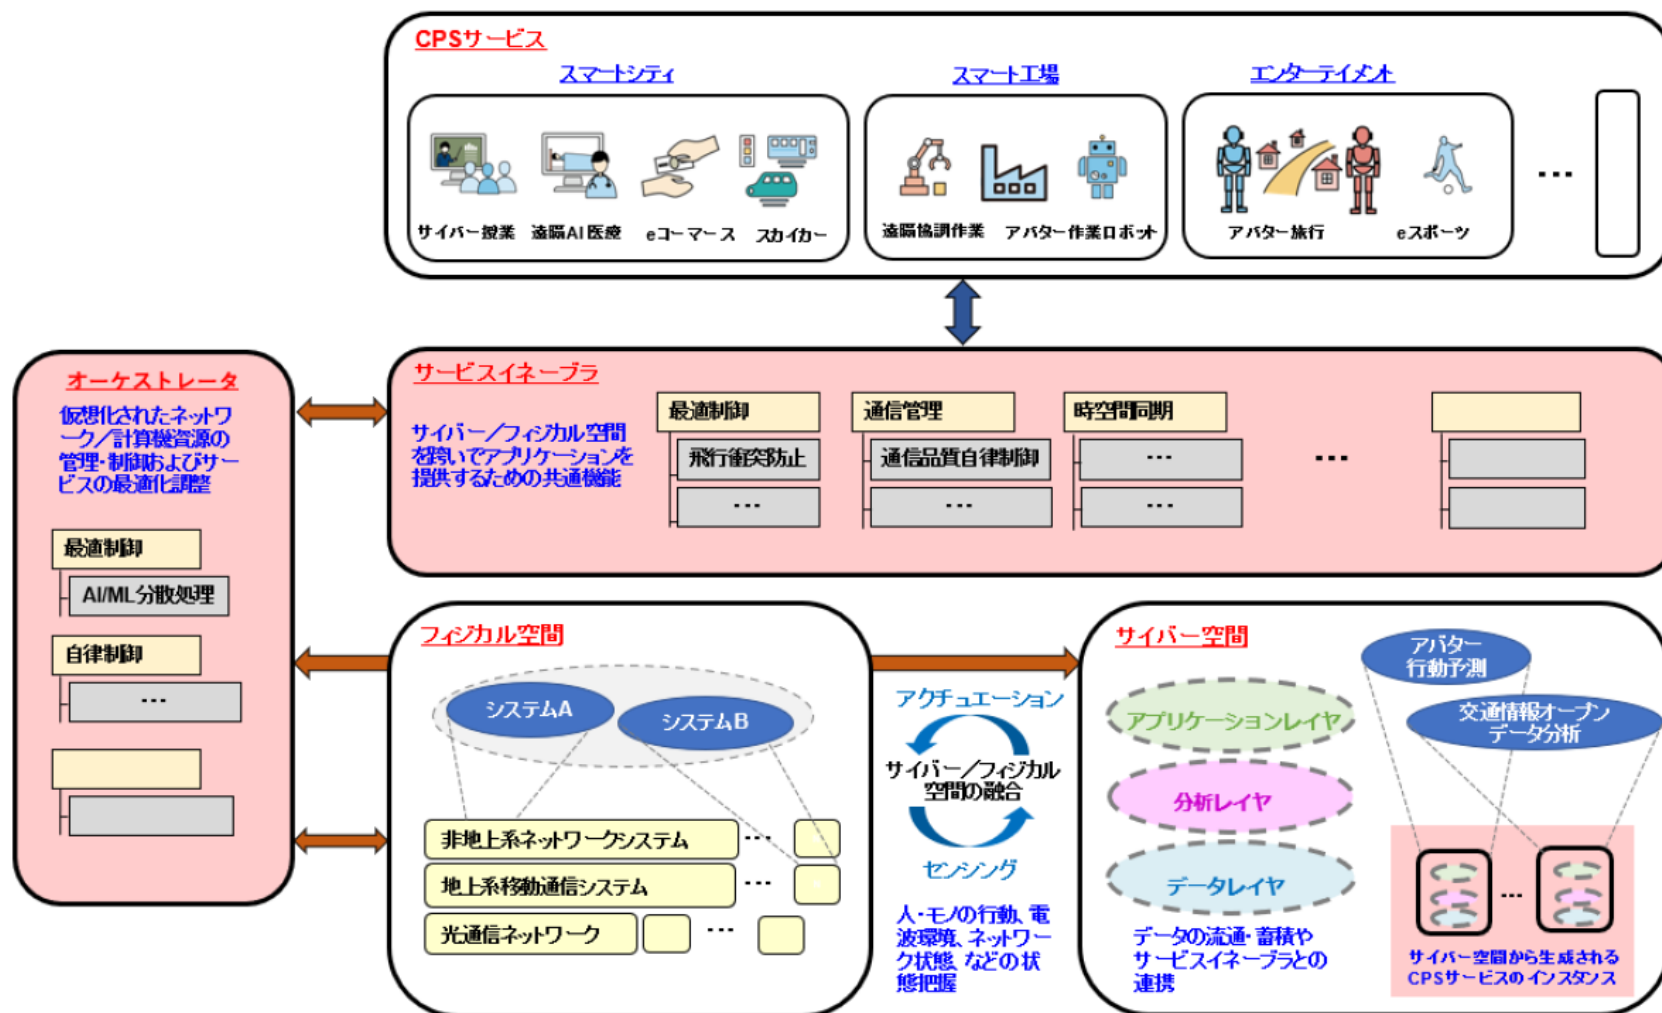 CPSサービス
スマートシティ
スマート工場
エンターテイメント
サイバー授業
遠隔AI医療
eコーマース
スカイカー
遠隔協調作業
アバター作業ロボット
アバター旅行
eスポーツ
...
オーケストレータ
仮想化されたネットワ
ーク／計算機資源の
管理・制御およびサー
ビスの最適化調整
最適制御
AI/ML分散処理
自律制御
...
サービスイネーブラ
サイバー／フィジカル空間
を跨いでアプリケーションを
提供するための共通機能
最適制御
飛行衝突防止
...
通信管理
通信品質自律制御
...
時空間同期
...
...
...
フィジカル空間
システムA
システムB
非地上系ネットワークシステム
...
地上系移動通信システム
...
光通信ネットワーク
...
アクチュエーション
サイバー／フィジカル
空間の融合
センシング
人・モノの行動、電
波環境、ネットワー
ク状態、などの状
態把握
サイバー空間
アプリケーションレイヤ
分析レイヤ
データレイヤ
データの流通・蓄積や
サービスイネーブラとの
連携
アバター
行動予測
交通情報オープン
データ分析
...
サイバー空間から生成される
CPSサービスのインスタンス